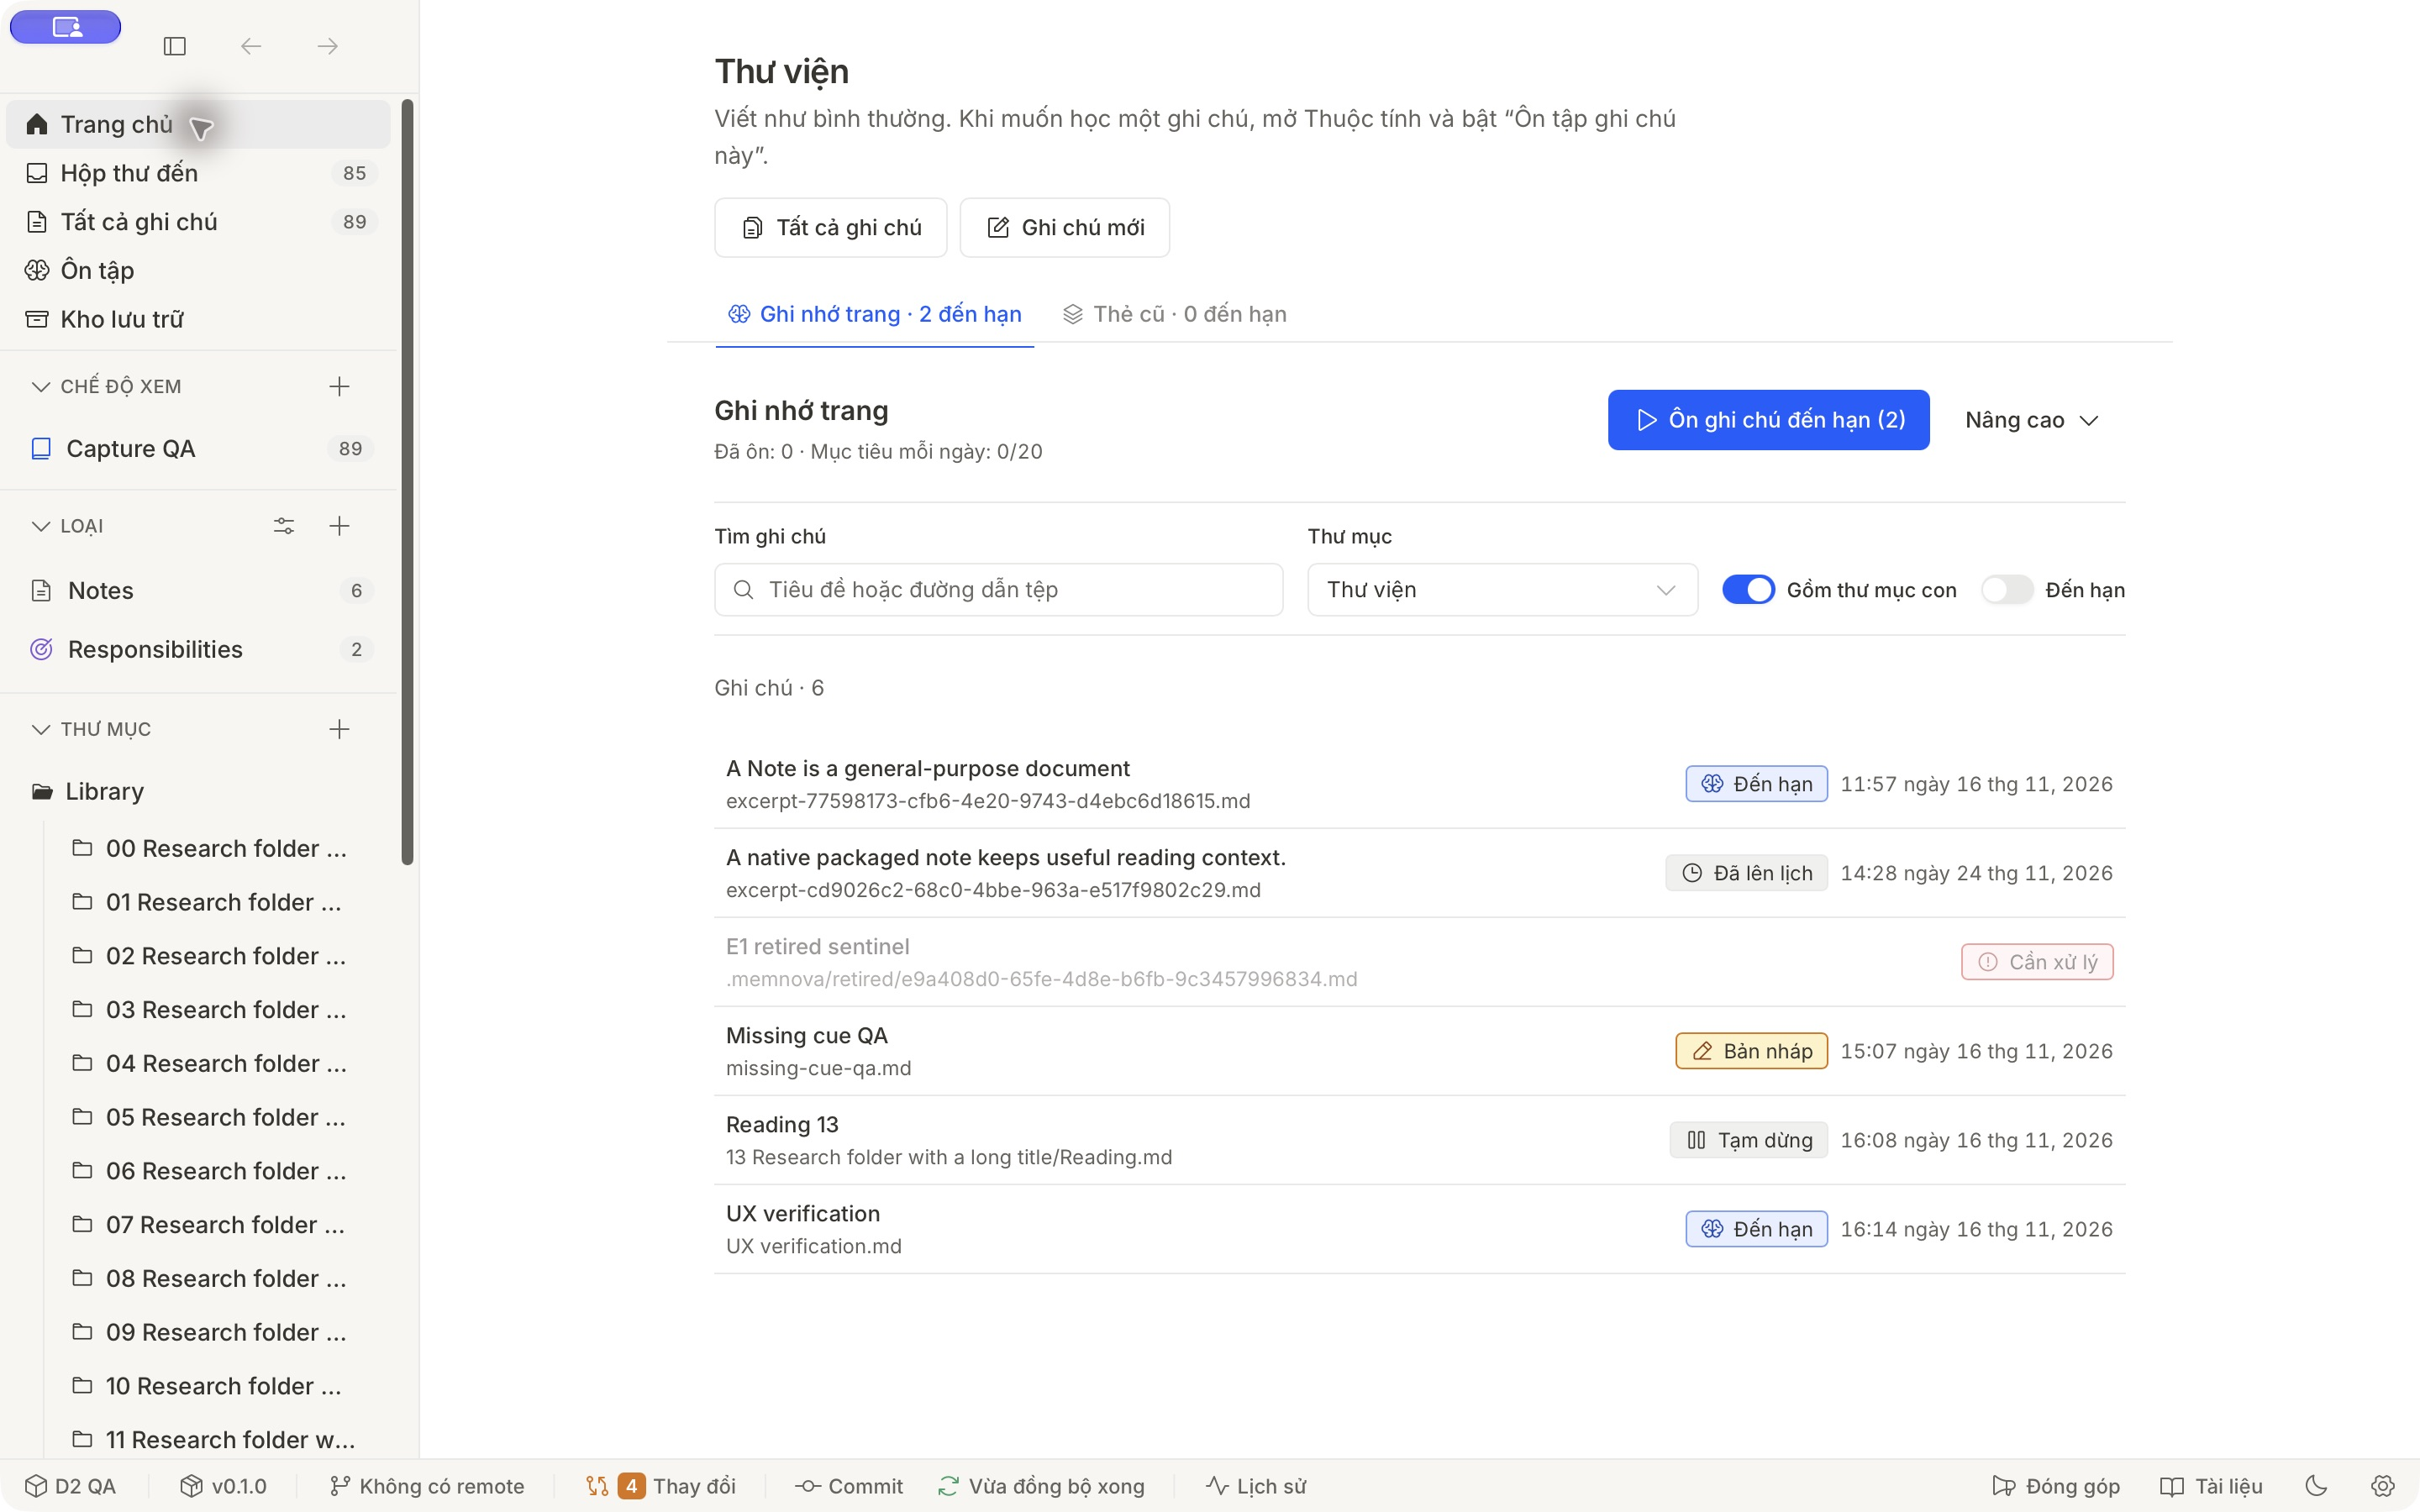 Trang chủ
Hộp thư đến 85
Tất cả ghi chú 89
Ôn tập
Kho lưu trữ
CHẾ ĐỘ XEM
Capture QA 89
LOẠI
Notes 6
Responsibilities 2
THƯ MỤC
Library
00 Research folder ...
01 Research folder ...
02 Research folder ...
03 Research folder ...
04 Research folder ...
05 Research folder ...
06 Research folder ...
07 Research folder ...
08 Research folder ...
09 Research folder ...
10 Research folder ...
11 Research folder w...
Thư viện
Viết như bình thường. Khi muốn học một ghi chú, mở Thuộc tính và bật “Ôn tập ghi chú
này”.
Tất cả ghi chú Ghi chú mới
Ghi nhớ trang · 2 đến hạn Thẻ cũ · 0 đến hạn
Ghi nhớ trang
Đã ôn: 0 · Mục tiêu mỗi ngày: 0/20
Ôn ghi chú đến hạn (2) Nâng cao
Tìm ghi chú Thư mục
Tiêu đề hoặc đường dẫn tệp Thư viện Gồm thư mục con Đến hạn
Ghi chú · 6
A Note is a general-purpose document
excerpt-77598173-cfb6-4e20-9743-d4ebc6d18615.md
Đến hạn 11:57 ngày 16 thg 11, 2026
A native packaged note keeps useful reading context.
excerpt-cd9026c2-68c0-4bbe-963a-e517f9802c29.md
Đã lên lịch 14:28 ngày 24 thg 11, 2026
E1 retired sentinel
.memnova/retired/e9a408d0-65fe-4d8e-b6fb-9c3457996834.md
Cần xử lý
Missing cue QA
missing-cue-qa.md
Bản nháp 15:07 ngày 16 thg 11, 2026
Reading 13
13 Research folder with a long title/Reading.md
Tạm dừng 16:08 ngày 16 thg 11, 2026
UX verification
UX verification.md
Đến hạn 16:14 ngày 16 thg 11, 2026
D2 QA v0.1.0 Không có remote 4 Thay đổi Commit Vừa đồng bộ xong Lịch sử Đóng góp Tài liệu